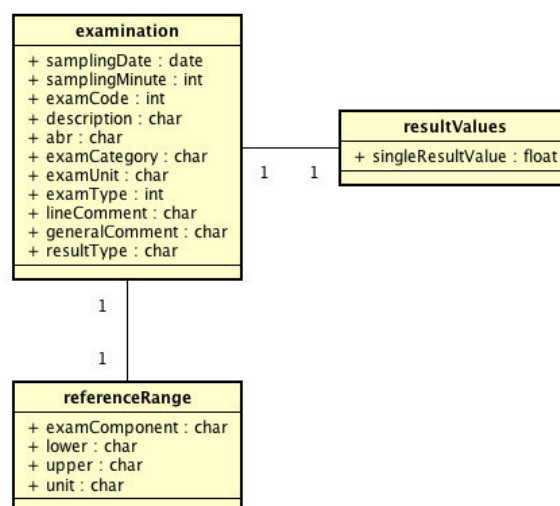 examination
+ samplingDate : date
+ samplingMinute : int
+ examCode : int
+ description : char
+ abr : char
+ examCategory : char
+ examUnit : char
+ examType : int
+ lineComment : char
+ generalComment : char
+ resultType : char
resultValues
+ singleResultValue : float
1 1
1
1
referenceRange
+ examComponent : char
+ lower : char
+ upper : char
+ unit : char